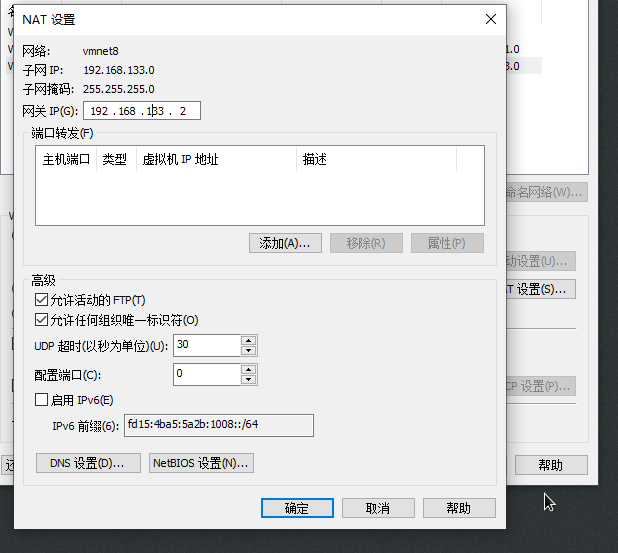 NAT 设置
网络: vmnet8
子网 IP: 192.168.133.0
子网掩码: 255.255.255.0
网关 IP(G): 192 . 168 . 133 . 2
端口转发(F)
主机端口 类型 虚拟机 IP 地址 描述
添加(A)... 移除(R) 属性(P)
高级
允许活动的 FTP(T)
允许任何组织唯一标识符(O)
UDP 超时(以秒为单位)(U): 30
配置端口(C): 0
启用 IPv6(E)
IPv6 前缀(6): fd15:4ba5:5a2b:1008::/64
DNS 设置(D)... NetBIOS 设置(N)...
确定 取消 帮助
1.0
3.0
命名网络(W)...
动设置(U)...
AT 设置(S)...
CP 设置(P)...
还
帮助